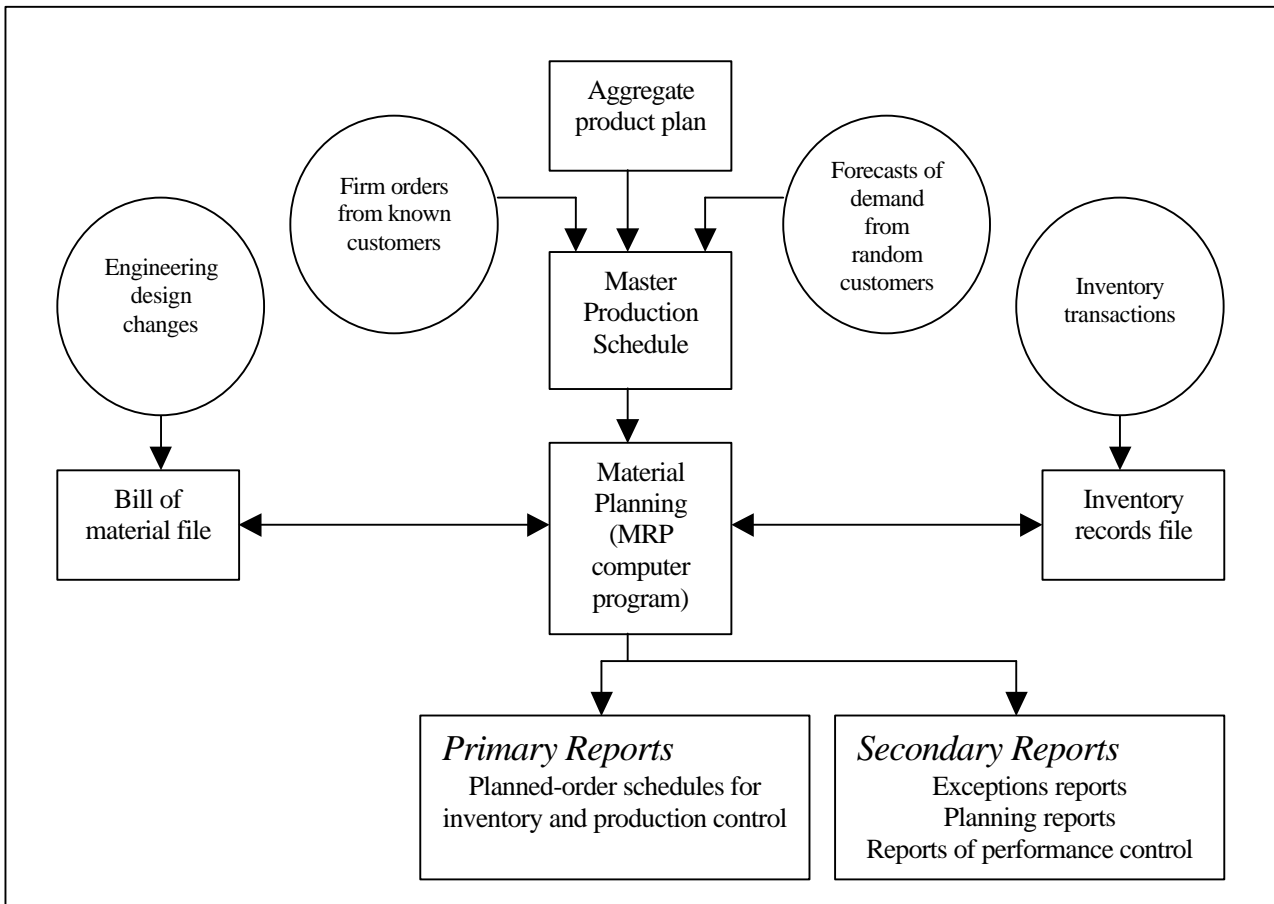 Aggregate
product plan
Firm orders
from known
customers
Forecasts of
demand
from
random
customers
Engineering
design
changes
Master
Production
Schedule
Inventory
transactions
Bill of
material file
Material
Planning
(MRP
computer
program)
Inventory
records file
Primary Reports
Planned-order schedules for
inventory and production control
Secondary Reports
Exceptions reports
Planning reports
Reports of performance control